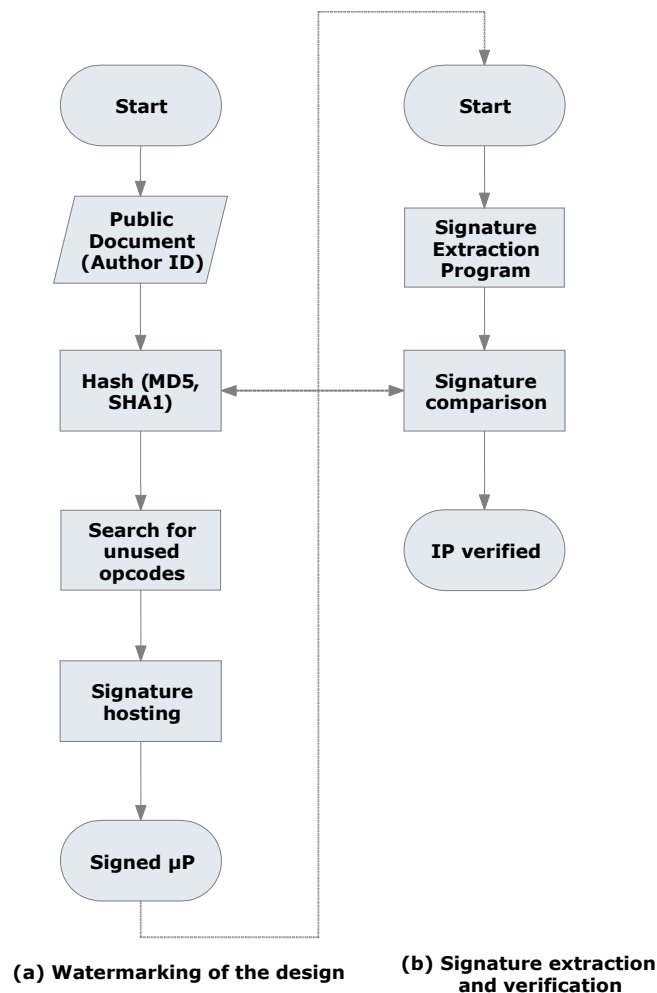 Start
Public
Document
(Author ID)
Hash (MD5,
SHA1)
Search for
unused
opcodes
Signature
hosting
Signed µP
(a) Watermarking of the design
Start
Signature
Extraction
Program
Signature
comparison
IP verified
(b) Signature extraction
and verification